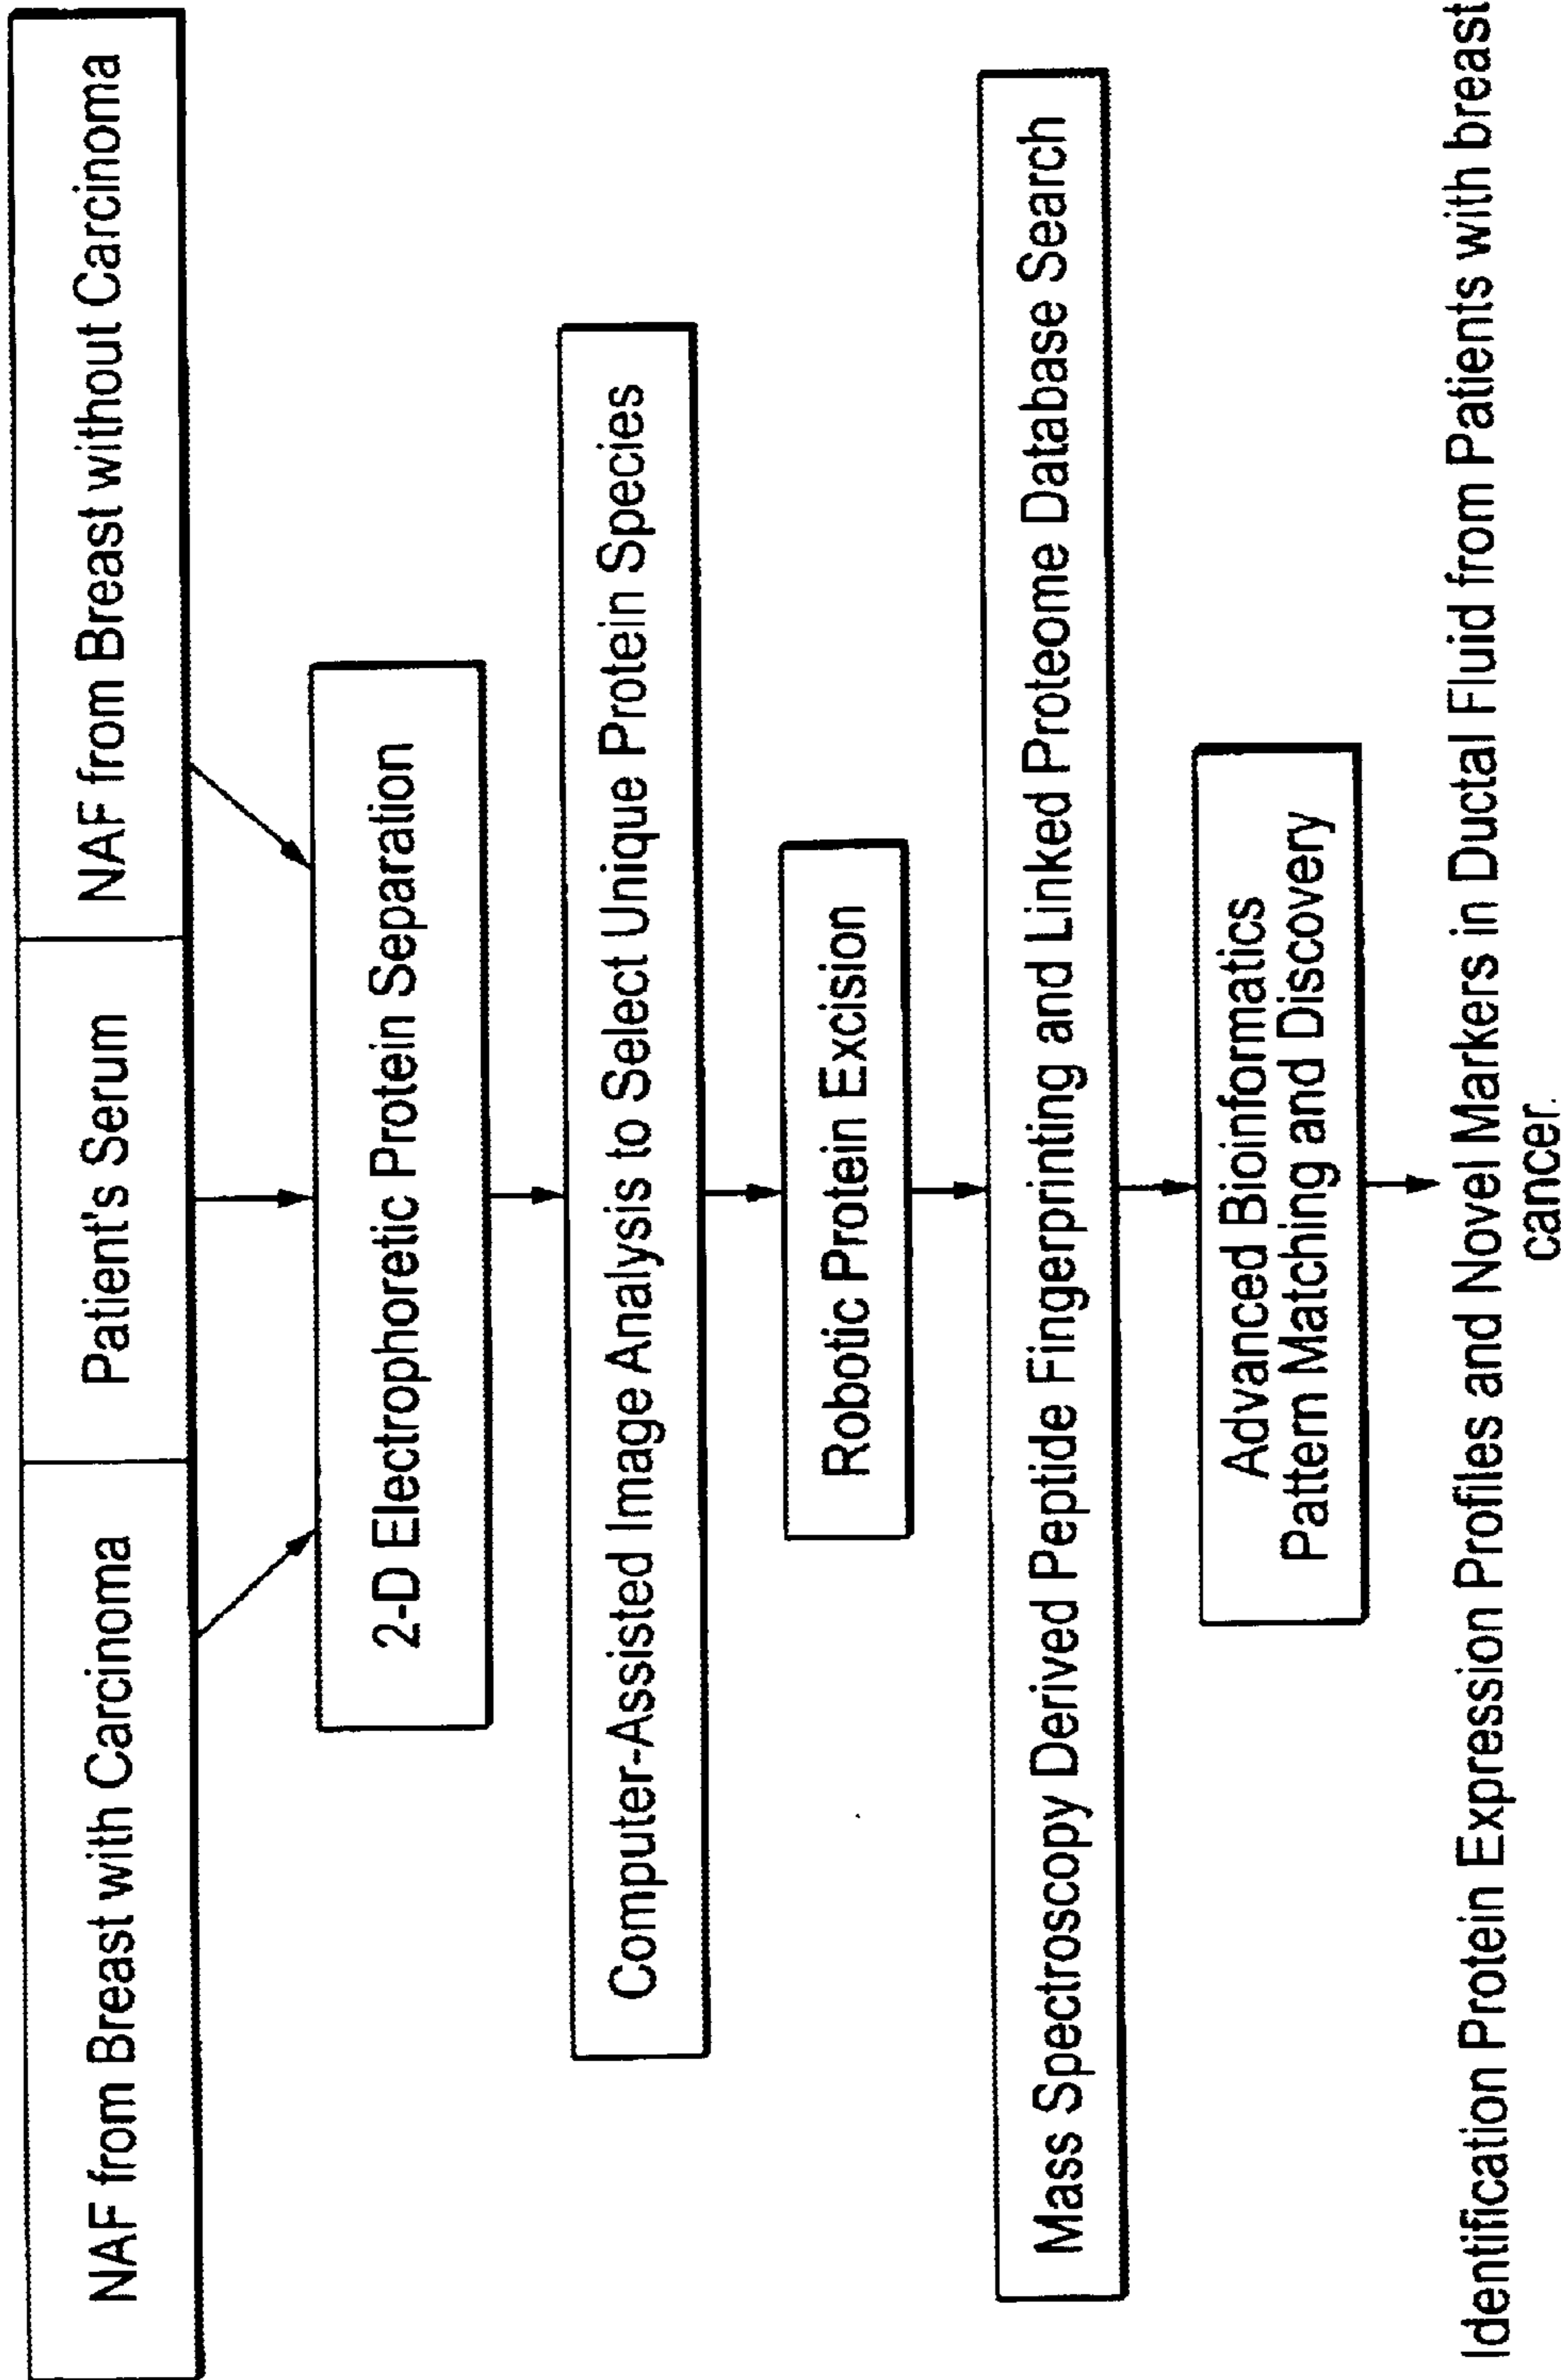 NAF from Breast with Carcinoma
Patient's Serum
NAF from Breast without Carcinoma
2-D Electrophoretic Protein Separation
Computer-Assisted Image Analysis to Select Unique Protein Species
Robotic Protein Excision
Mass Spectroscopy Derived Peptide Fingerprinting and Linked Proteome Database Search
Advanced Bioinformatics
Pattern Matching and Discovery
Identification Protein Expression Profiles and Novel Markers in Ductal Fluid from Patients with breast
cancer.